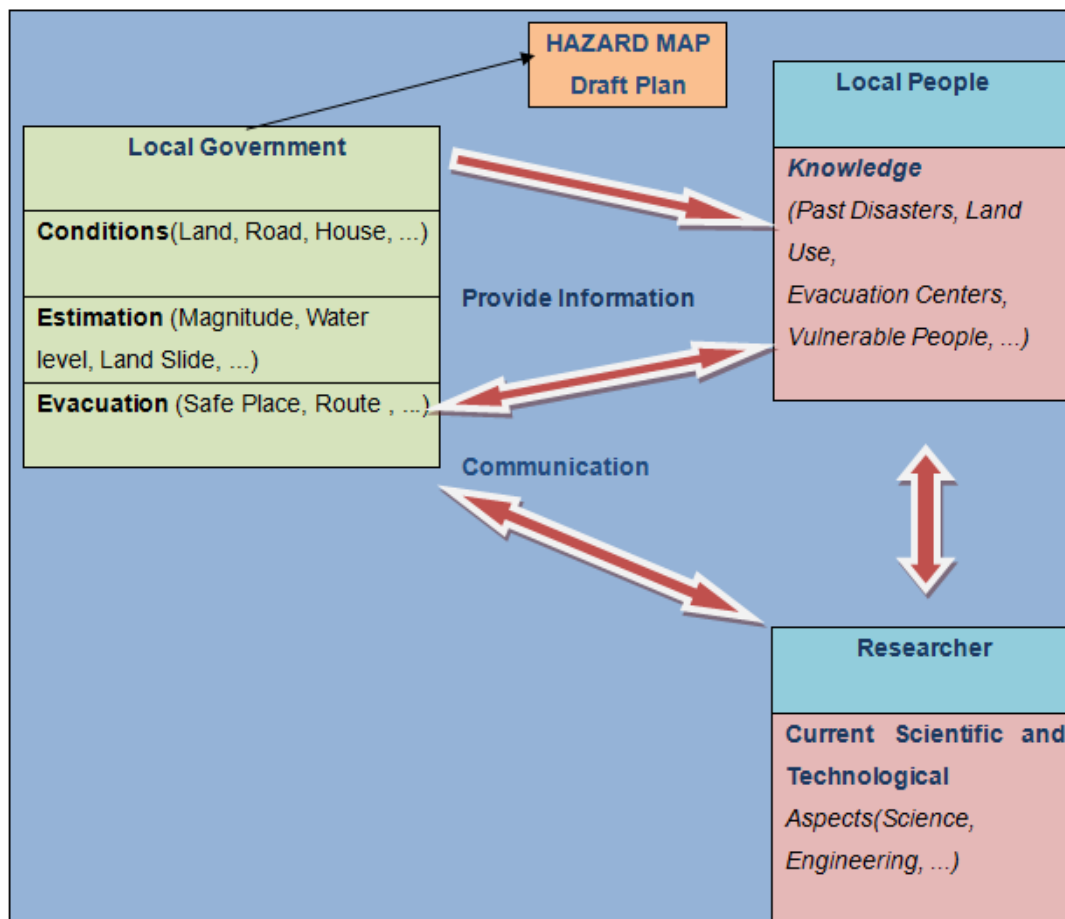 HAZARD MAP
Draft Plan
Local Government
Conditions(Land, Road, House, ...)
Estimation (Magnitude, Water
level, Land Slide, ...)
Evacuation (Safe Place, Route , ...)
Provide Information
Communication
Local People
Knowledge
(Past Disasters, Land
Use,
Evacuation Centers,
Vulnerable People, ...)
Researcher
Current Scientific and
Technological
Aspects(Science,
Engineering, ...)